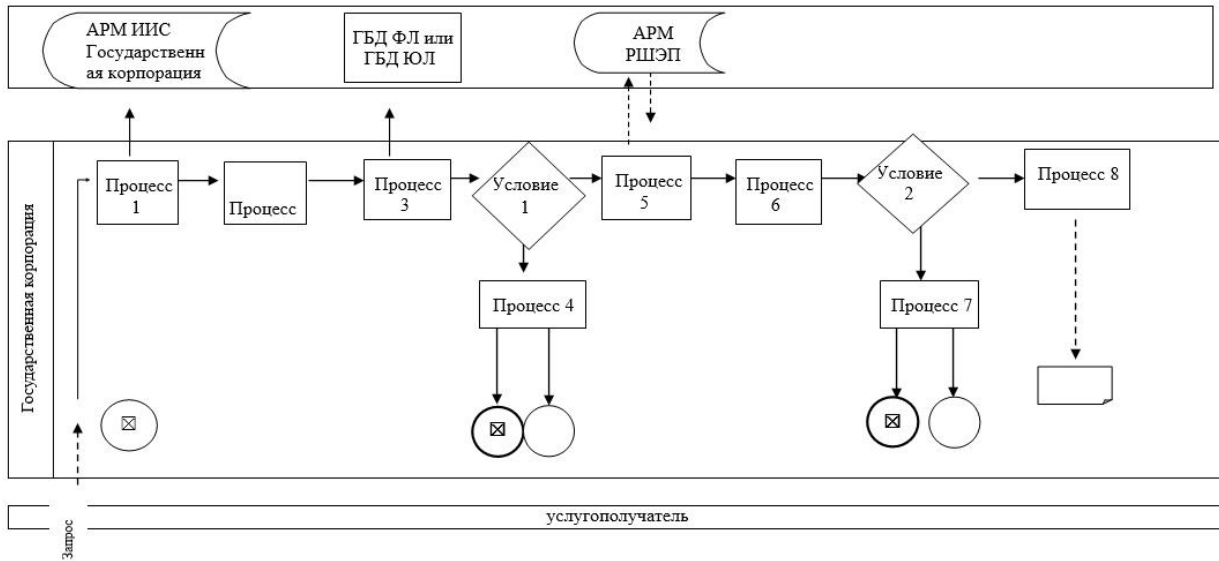 АРМ ИИС
Государственн
ая корпорация
ГБД ФЛ или
ГБД ЮЛ
АРМ
РШЭП
Государственная корпорация
Процесс
1
Процесс
Процесс
3
Условие
1
Процесс
5
Процесс
6
Условие
2
Процесс 8
Процесс 4
Процесс 7
Запрос
услугополучатель